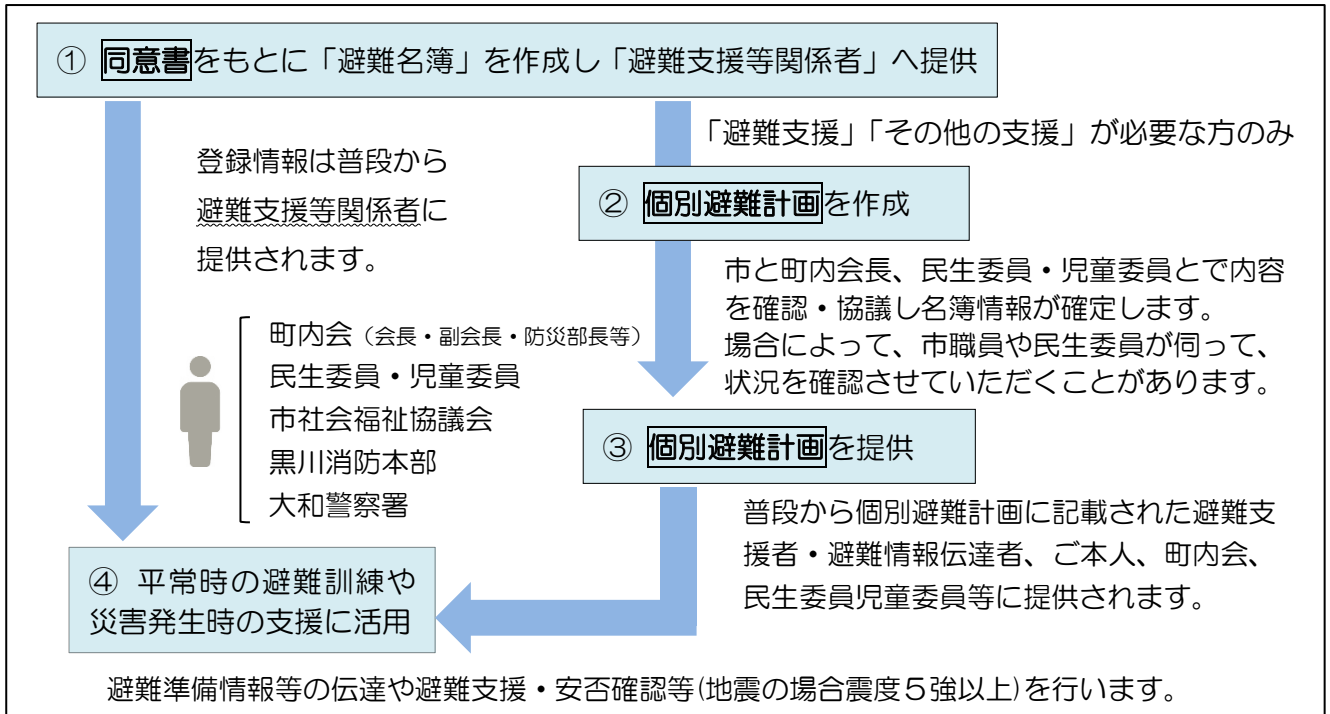 ① 同意書をもとに「避難名簿」を作成し「避難支援等関係者」へ提供
「避難支援」「その他の支援」が必要な方のみ
登録情報は普段から
避難支援等関係者に
提供されます。
② 個別避難計画を作成
市と町内会長、民生委員・児童委員とで内容
を確認・協議し名簿情報が確定します。
場合によって、市職員や民生委員が伺って、
状況を確認させていただくことがあります。
町内会（会長・副会長・防災部長等）
民生委員・児童委員
市社会福祉協議会
黒川消防本部
大和警察署
③ 個別避難計画を提供
普段から個別避難計画に記載された避難支
援者・避難情報伝達者、ご本人、町内会、
民生委員児童委員等に提供されます。
④ 平常時の避難訓練や
災害発生時の支援に活用
避難準備情報等の伝達や避難支援・安否確認等(地震の場合震度５強以上)を行います。